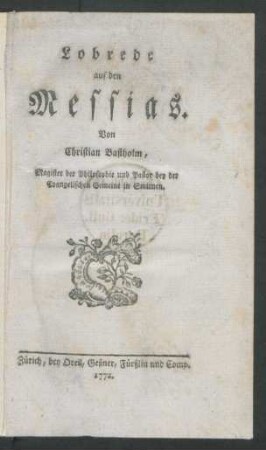 Lobrede
auf den
Messias.
Von
Christian Bastholm,
Magister der Philosophie und Pastor bey der
Evangelischen Gemeine in Smirnen.
Zürich, bey Orell, Geßner, Füeßlin und Comp.
1772.